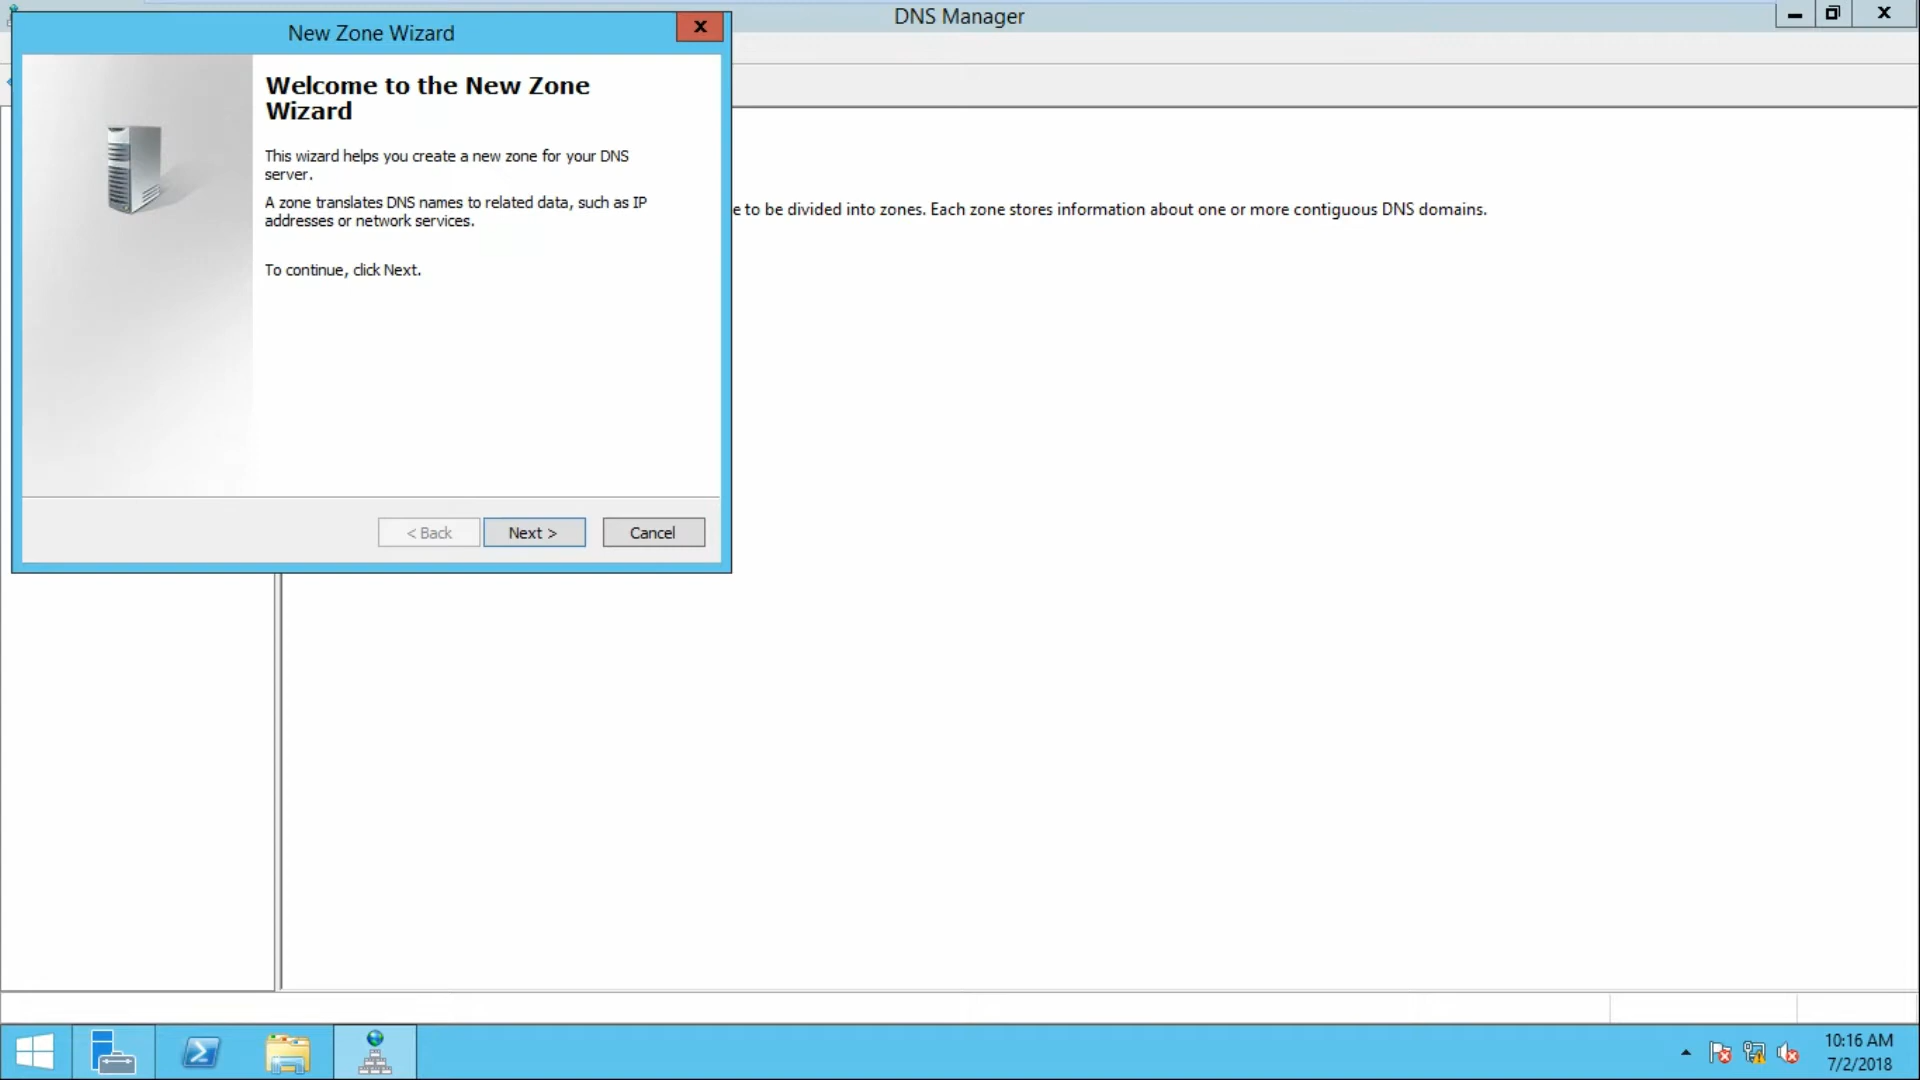 DNS Manager
New Zone Wizard
Welcome to the New Zone
Wizard
This wizard helps you create a new zone for your DNS
server.
A zone translates DNS names to related data, such as IP
addresses or network services.
e to be divided into zones. Each zone stores information about one or more contiguous DNS domains.
To continue, click Next.
< Back
Next >
Cancel
10:16 AM
7/2/2018